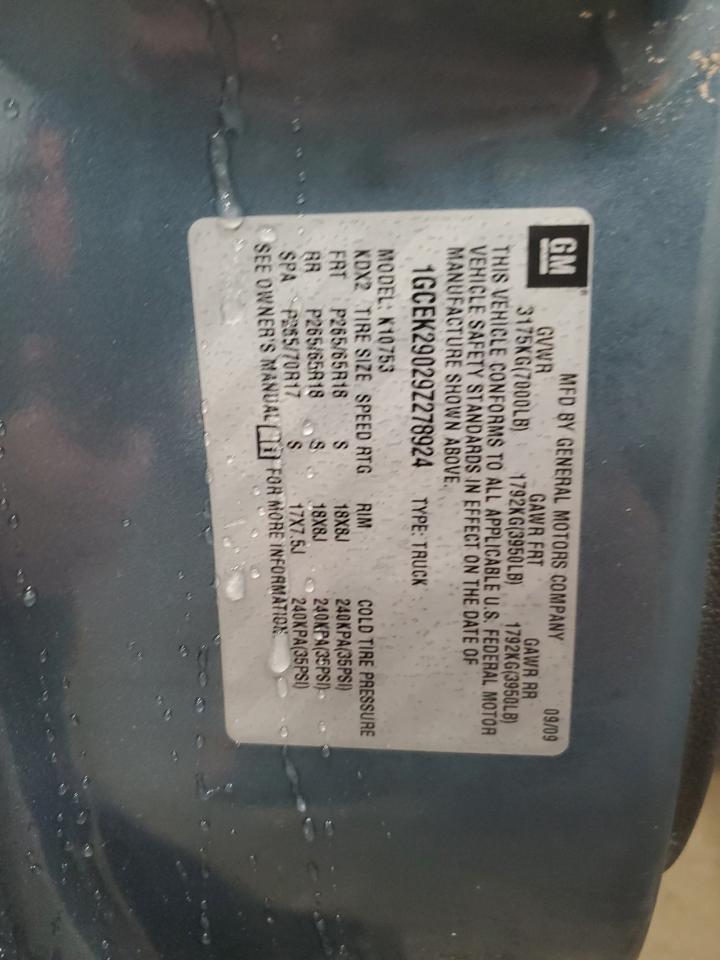 GM
MFD BY GENERAL MOTORS COMPANY 09/09
GVWR GAWR FRT GAWR RR
3175KG(7000LB) 1792KG(3950LB) 1792KG(3950LB)
THIS VEHICLE CONFORMS TO ALL APPLICABLE U.S. FEDERAL MOTOR
VEHICLE SAFETY STANDARDS IN EFFECT ON THE DATE OF
MANUFACTURE SHOWN ABOVE.
1GCEK29029Z278924 TYPE: TRUCK
MODEL: K10753
KDX2 TIRE SIZE SPEED RTG RIM COLD TIRE PRESSURE
FRT P265/65R18 S 18X8J 240KPA(35PSI)
RR P265/65R18 S 18X8J 240KPA(35PSI)
SPA P265/70R17 S 17X7.5J 240KPA(35PSI)
SEE OWNER'S MANUAL FOR MORE INFORMATION.